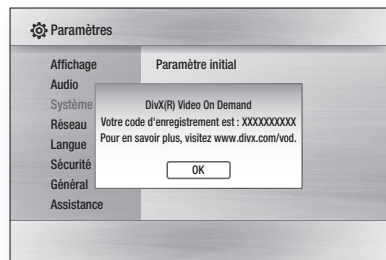 Paramètres
Affichage
Paramètre initial
Audio
Système
Réseau
Langue
Sécurité
Général
Assistance
DivX(R) Video On Demand
Votre code d'enregistrement est : XXXXXXXXXX
Pour en savoir plus, visitez www.divx.com/vod.
OK